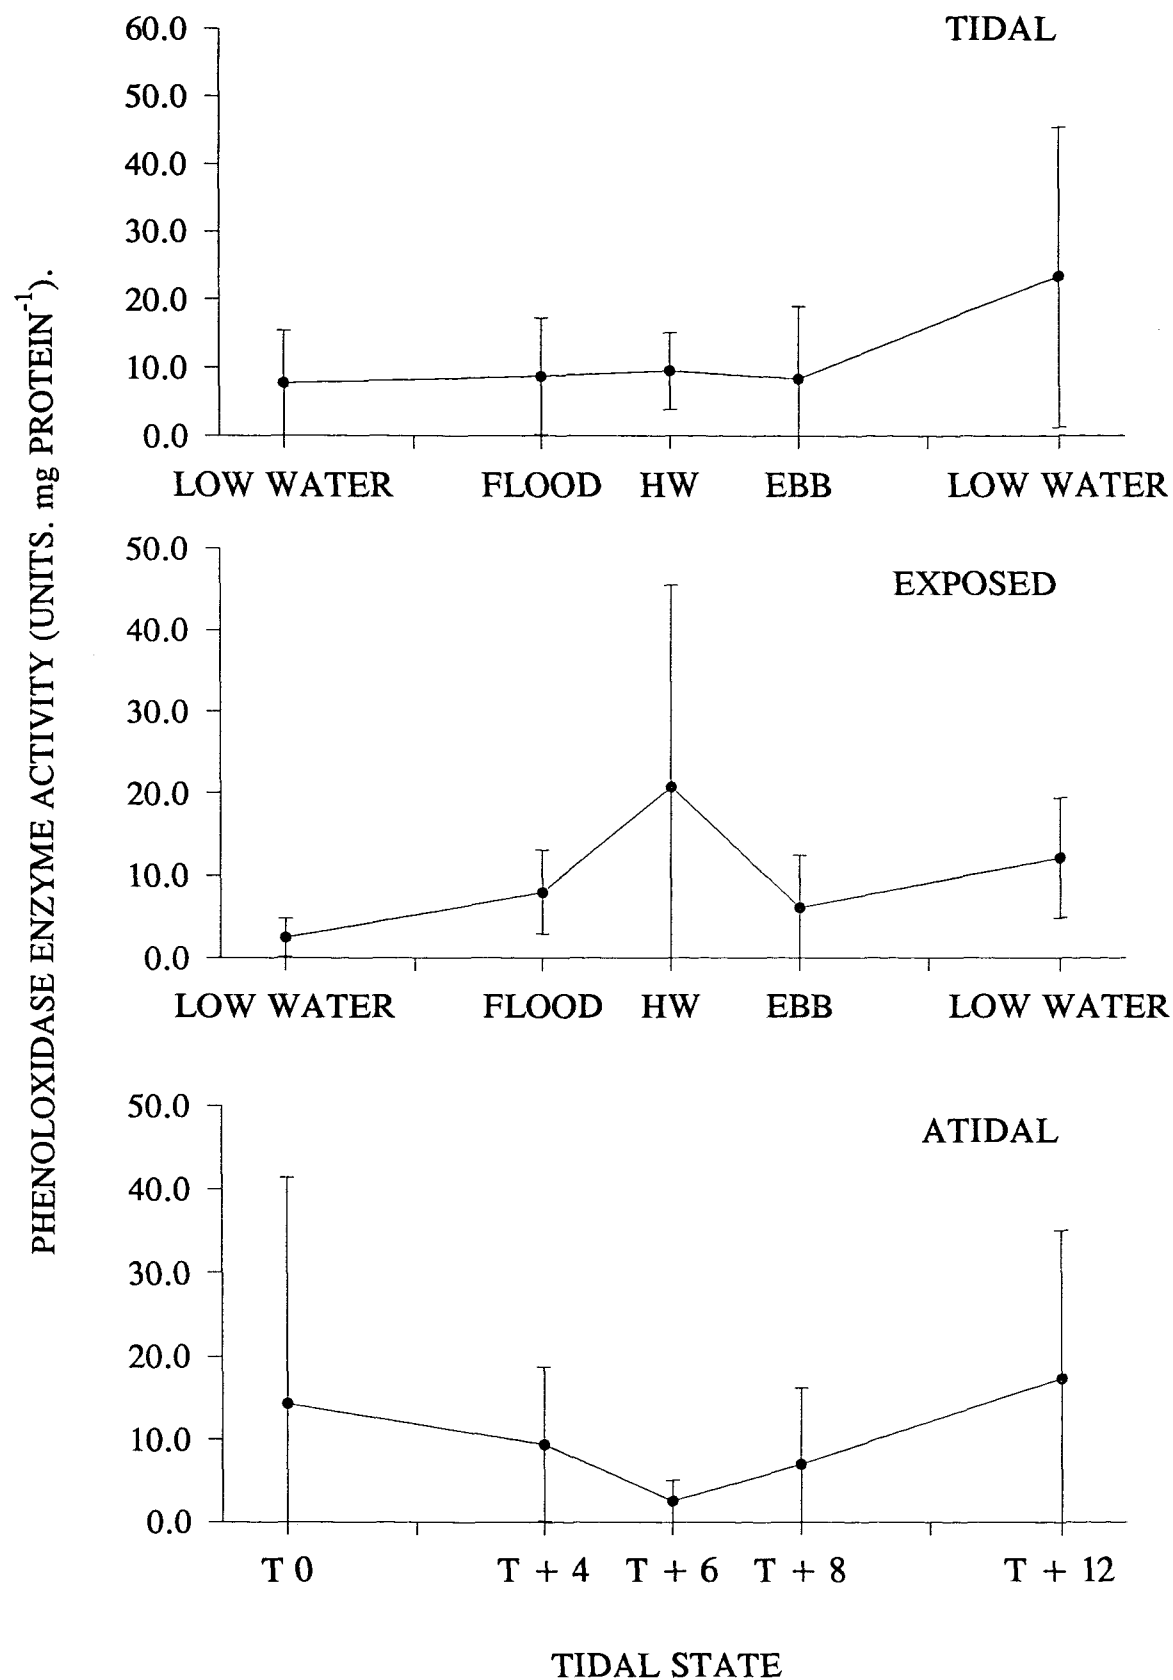 PHENOLOXIDASE ENZYME ACTIVITY (UNITS. mg PROTEIN⁻¹).
TIDAL
60.0
50.0
40.0
30.0
20.0
10.0
0.0
LOW WATER FLOOD HW EBB LOW WATER
EXPOSED
50.0
40.0
30.0
20.0
10.0
0.0
LOW WATER FLOOD HW EBB LOW WATER
ATIDAL
50.0
40.0
30.0
20.0
10.0
0.0
T 0 T + 4 T + 6 T + 8 T + 12
TIDAL STATE